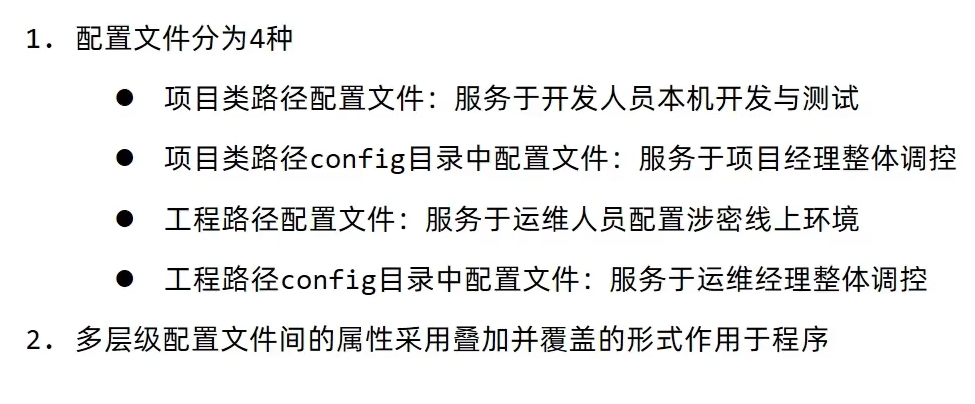 1. 配置文件分为4种
● 项目类路径配置文件：服务于开发人员本机开发与测试
● 项目类路径config目录中配置文件：服务于项目经理整体调控
● 工程路径配置文件：服务于运维人员配置涉密线上环境
● 工程路径config目录中配置文件：服务于运维经理整体调控
2. 多层级配置文件间的属性采用叠加并覆盖的形式作用于程序